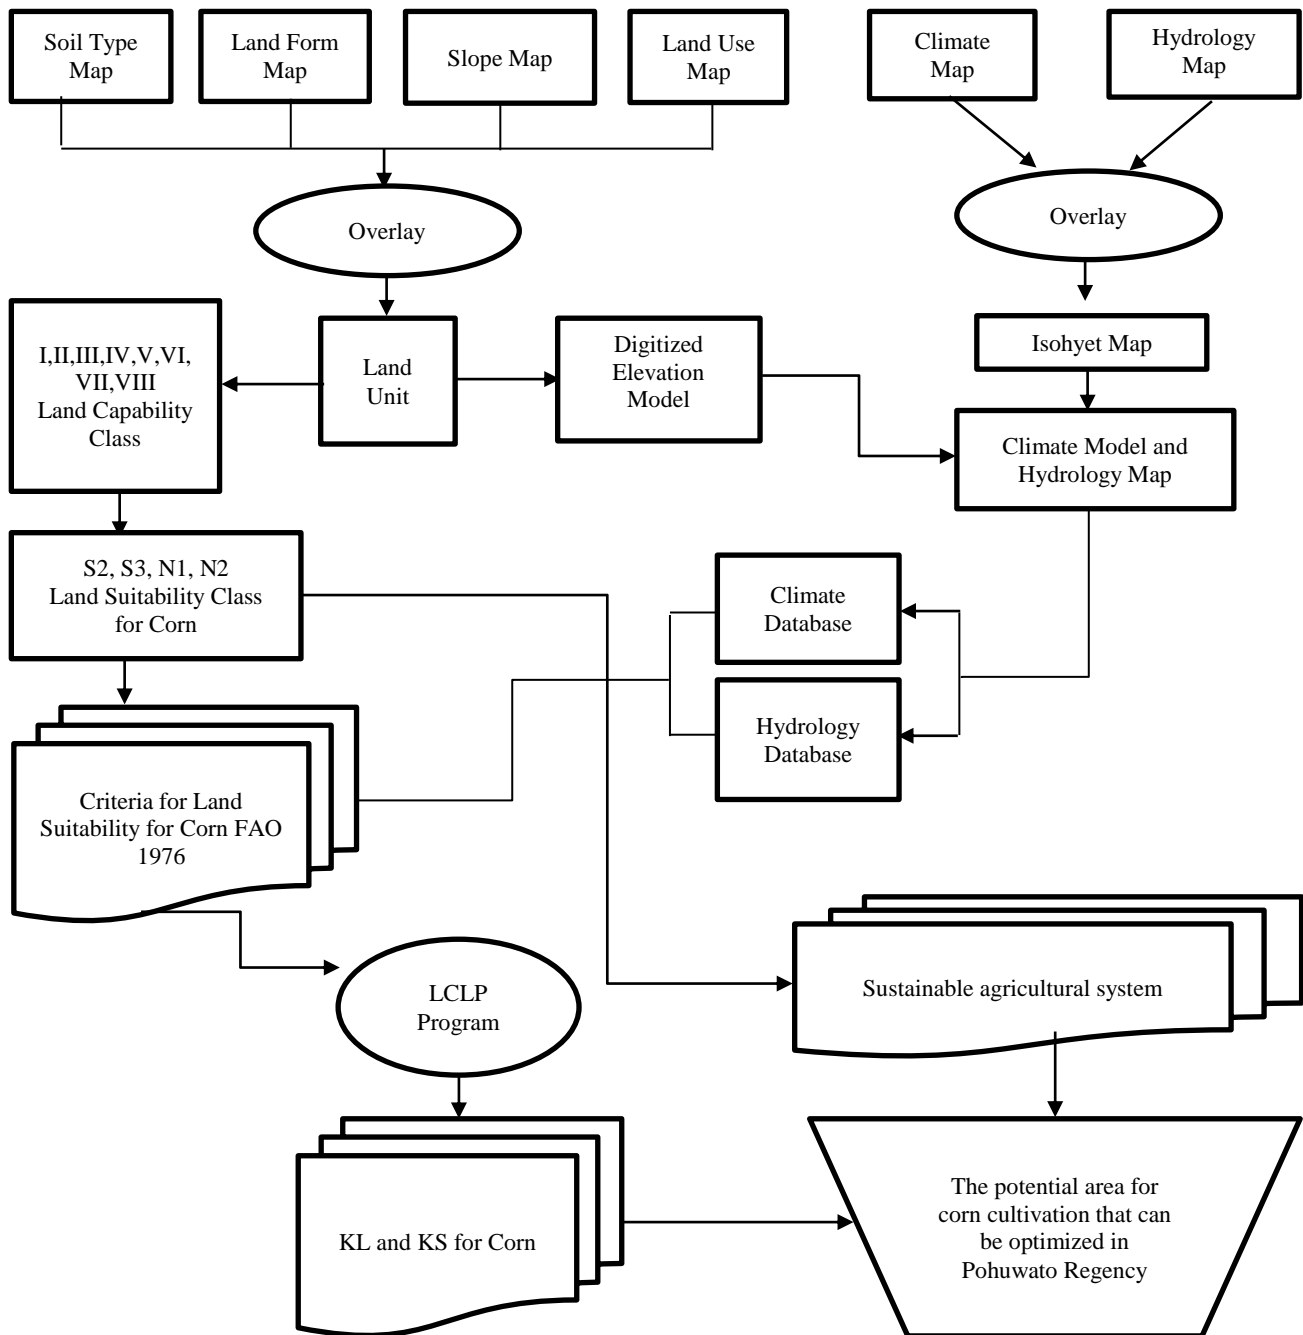 Soil Type
Map
Land Form
Map
Slope Map
Land Use
Map
Climate
Map
Hydrology
Map
Overlay
Overlay
I,II,III,IV,V,VI,
VII,VIII
Land Capability
Class
Land
Unit
Digitized
Elevation
Model
Isohyet Map
Climate Model and
Hydrology Map
S2, S3, N1, N2
Land Suitability Class
for Corn
Climate
Database
Hydrology
Database
Criteria for Land
Suitability for Corn FAO
1976
LCLP
Program
Sustainable agricultural system
KL and KS for Corn
The potential area for
corn cultivation that can
be optimized in
Pohuwato Regency